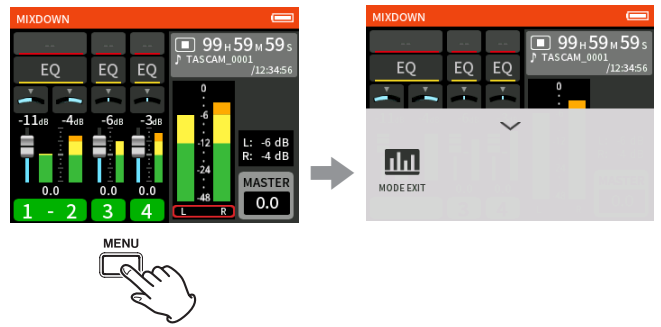 MIXDOWN
-- -- --
99H59M59s
TASCAM_0001
/12:34:56
EQ EQ EQ
-11dB -4dB -6dB -3dB
0
-6
-12
-24
-48
L: -6 dB
R: -4 dB
0.0 0.0 0.0
1 - 2 3 4
L R
MASTER
0.0
MENU
MIXDOWN
-- -- --
99H59M59s
TASCAM_0001
/12:34:56
EQ EQ EQ
0
MODE EXIT